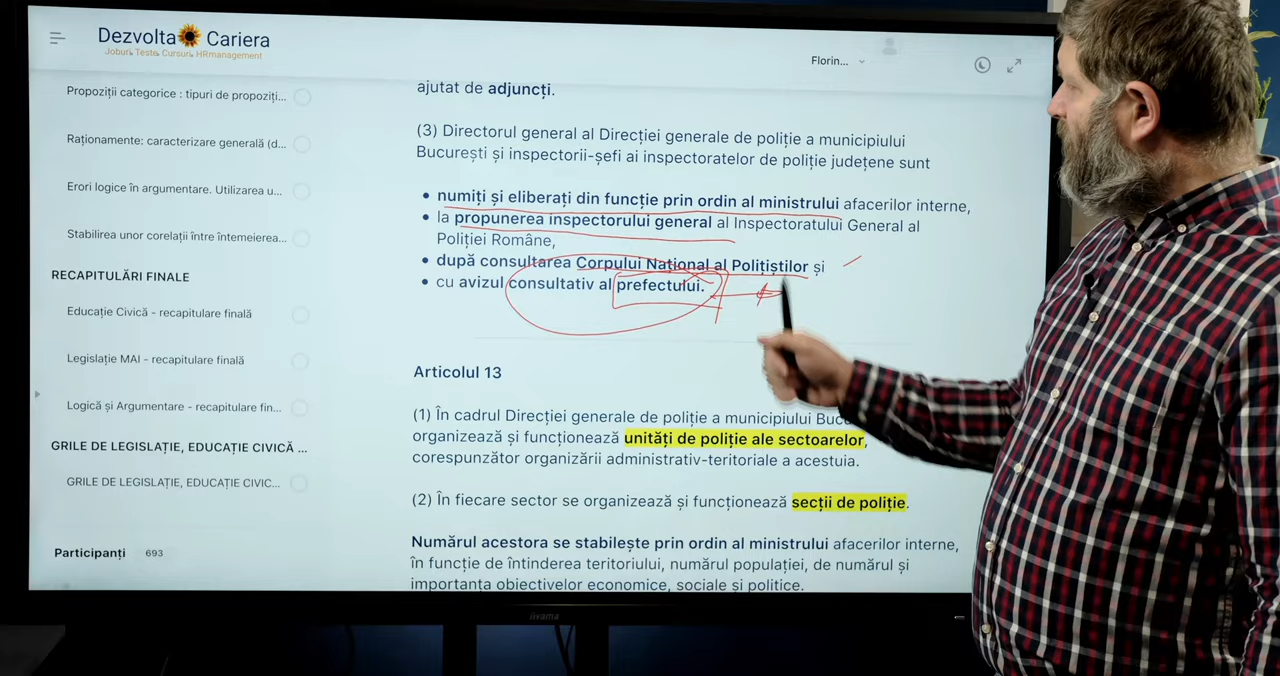 Dezvolta Cariera
Joburi, Teste, Cursuri, HRmanagement
Florin...
Propoziții categorice : tipuri de propoziți...
Raționamente: caracterizare generală (d...
Erori logice în argumentare. Utilizarea u...
Stabilirea unor corelații între întemeierea...
RECAPITULĂRI FINALE
Educație Civică - recapitulare finală
Legislație MAI - recapitulare finală
Logică și Argumentare - recapitulare fin...
GRILE DE LEGISLAȚIE, EDUCAȚIE CIVICĂ ...
GRILE DE LEGISLAȚIE, EDUCAȚIE CIVIC...
Participanți 693
ajutat de adjuncți.
(3) Directorul general al Direcției generale de poliție a municipiului
București și inspectorii-șefi ai inspectoratelor de poliție județene sunt
• numiți și eliberați din funcție prin ordin al ministrului afacerilor interne,
• la propunerea inspectorului general al Inspectoratului General al
Poliției Române,
• după consultarea Corpului Național al Polițiștilor și
• cu avizul consultativ al prefectului.
Articolul 13
(1) În cadrul Direcției generale de poliție a municipiului
organizează și funcționează unități de poliție ale sectoarelor,
corespunzător organizării administrativ-teritoriale a acestuia.
(2) În fiecare sector se organizează și funcționează secții de poliție.
Numărul acestora se stabilește prin ordin al ministrului afacerilor interne,
în funcție de întinderea teritoriului, numărul populației, de numărul și
importanța obiectivelor economice, sociale și politice.
iiyama